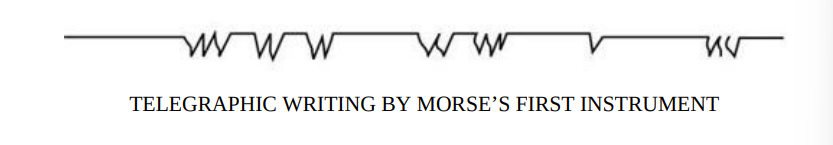 TELEGRAPHIC WRITING BY MORSE’S FIRST INSTRUMENT